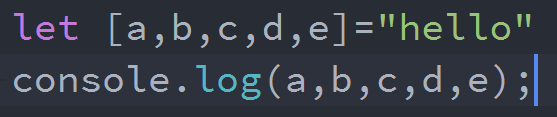 let [a,b,c,d,e]="hello"
console.log(a,b,c,d,e);